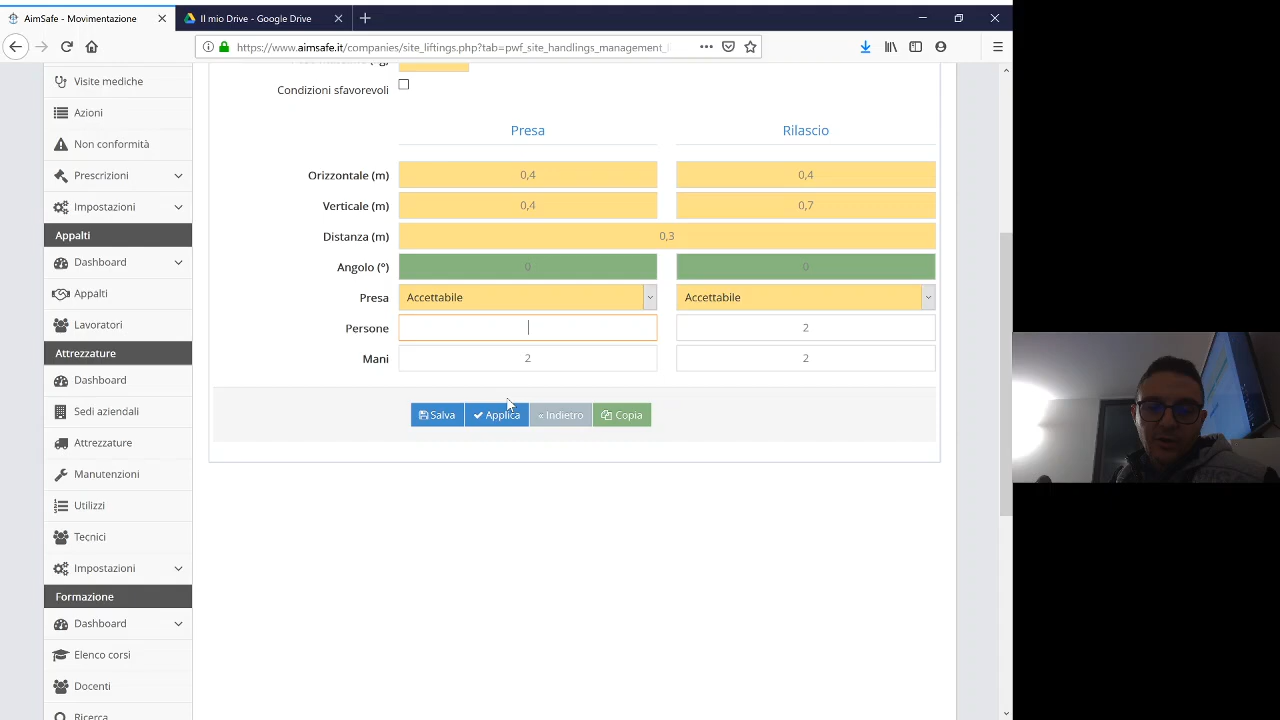 AimSafe - Movimentazione
Il mio Drive - Google Drive
https://www.aimsafe.it/companies/site_liftings.php?tab=pwf_site_handlings_management_
Visite mediche
Azioni
Non conformità
Prescrizioni
Impostazioni
Appalti
Dashboard
Appalti
Lavoratori
Attrezzature
Dashboard
Sedi aziendali
Attrezzature
Manutenzioni
Utilizzi
Tecnici
Impostazioni
Formazione
Dashboard
Elenco corsi
Docenti
Ricerca
Condizioni sfavorevoli
Presa Rilascio
Orizzontale (m) 0,4 0,4
Verticale (m) 0,4 0,7
Distanza (m) 0,3
Angolo (°) 0 0
Presa Accettabile Accettabile
Persone 2
Mani 2 2
Salva Applica « Indietro Copia